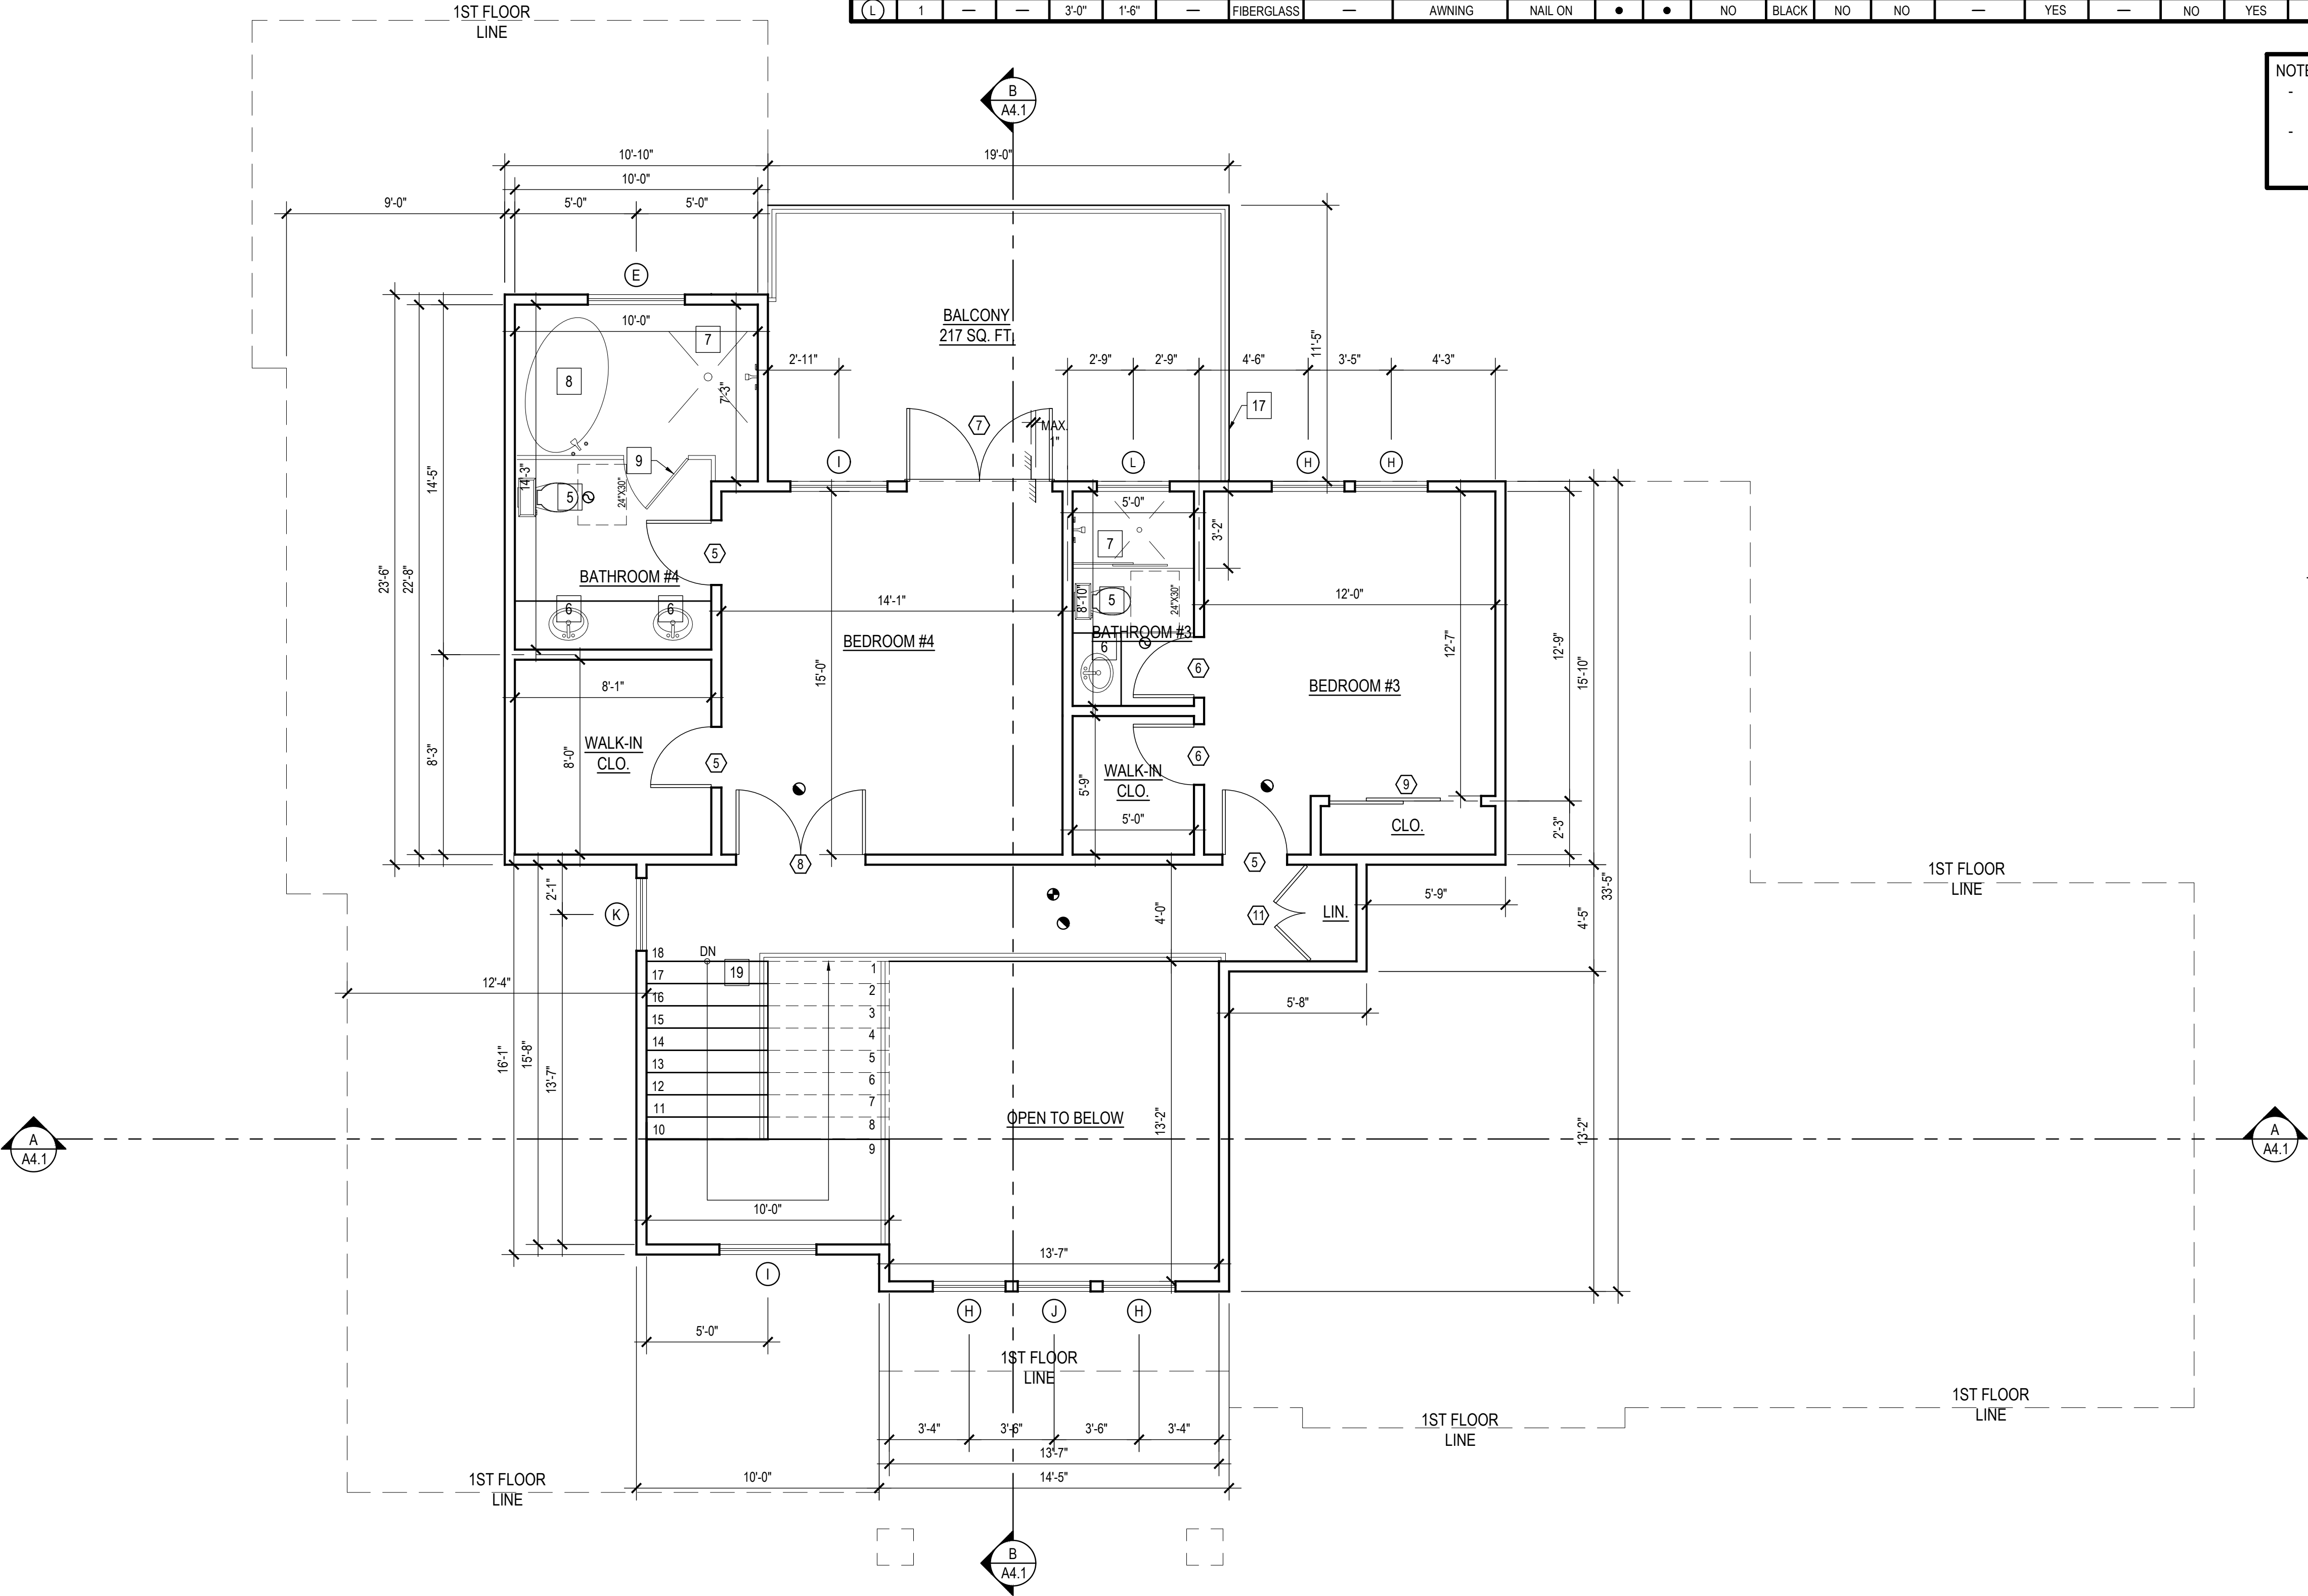 L 1 — — 3'-0" 1'-6" — FIBERGLASS — AWNING NAIL ON ● ● NO BLACK NO NO — YES — NO YES
1ST FLOOR
LINE
NOTE
-
-
B
A4.1
10'-10"
19'-0"
10'-0"
9'-0"
5'-0"
5'-0"
E
BALCONY
217 SQ. FT.
11'-5"
10'-0"
7
8
7'-3"
2'-11"
2'-9"
2'-9"
4'-6"
3'-5"
4'-3"
17
7
MAX.
1"
I
L
H
H
9
14'-3"
5
24"X30"
14'-5"
23'-6"
22'-8"
5
BATHROOM #4
6
6
5'-0"
3'-2"
7
8'-10"
5
24"X30"
BATHROOM #3
6
6
14'-1"
BEDROOM #4
15'-0"
12'-0"
12'-7"
12'-9"
15'-10"
BEDROOM #3
8'-1"
WALK-IN
CLO.
8'-0"
8'-3"
5
WALK-IN
CLO.
5'-9"
5'-0"
6
9
CLO.
2'-3"
8
5
2'-1"
K
4'-0"
11
LIN.
5'-9"
4'-5"
33'-5"
1ST FLOOR
LINE
18
17
16
15
14
13
12
11
10
DN
19
1
2
3
4
5
6
7
8
9
12'-4"
16'-1"
15'-8"
13'-7"
5'-8"
OPEN TO BELOW
13'-2"
13'-2"
A
A4.1
A
A4.1
10'-0"
13'-7"
I
H
J
H
5'-0"
1ST FLOOR
LINE
3'-4"
3'-6"
3'-6"
3'-4"
13'-7"
10'-0"
14'-5"
1ST FLOOR
LINE
1ST FLOOR
LINE
1ST FLOOR
LINE
B
A4.1